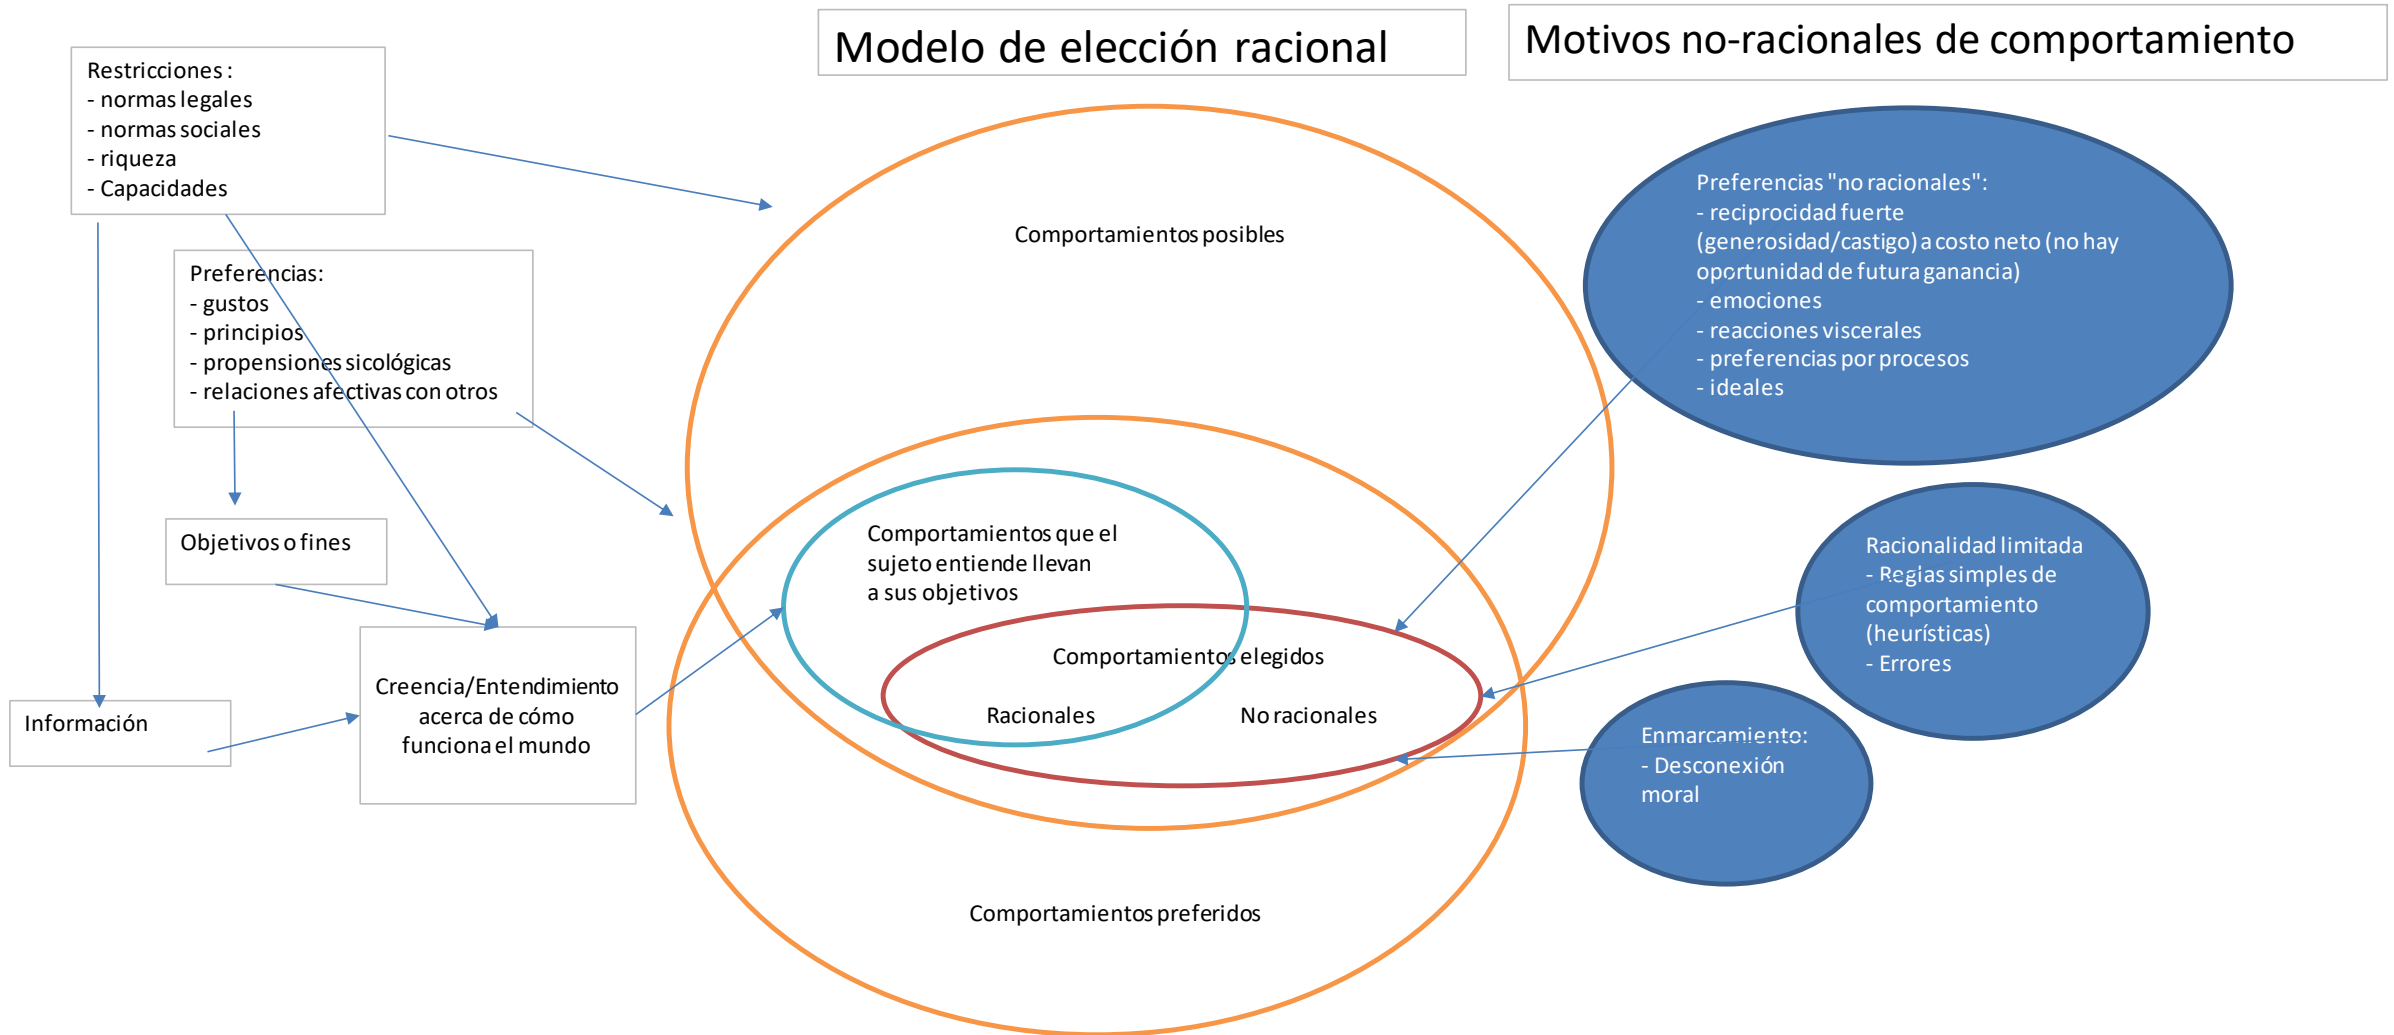 Modelo de elección racional
Motivos no-racionales de comportamiento
Restricciones :
- normas legales
- normas sociales
- riqueza
- Capacidades
Preferencias:
- gustos
- principios
- propensiones sicológicas
- relaciones afectivas con otros
Objetivos o fines
Información
Creencia/Entendimiento
acerca de cómo
funciona el mundo
Comportamientos posibles
Comportamientos que el
sujeto entiende llevan
a sus objetivos
Comportamientos elegidos
Racionales
No racionales
Comportamientos preferidos
Preferencias "no racionales":
- reciprocidad fuerte
(generosidad/castigo) a costo neto (no hay
oportunidad de futura ganancia)
- emociones
- reacciones viscerales
- preferencias por procesos
- ideales
Racionalidad limitada
- Reglas simples de
comportamiento
(heurísticas)
- Errores
Enmarcamiento:
- Desconexión
moral